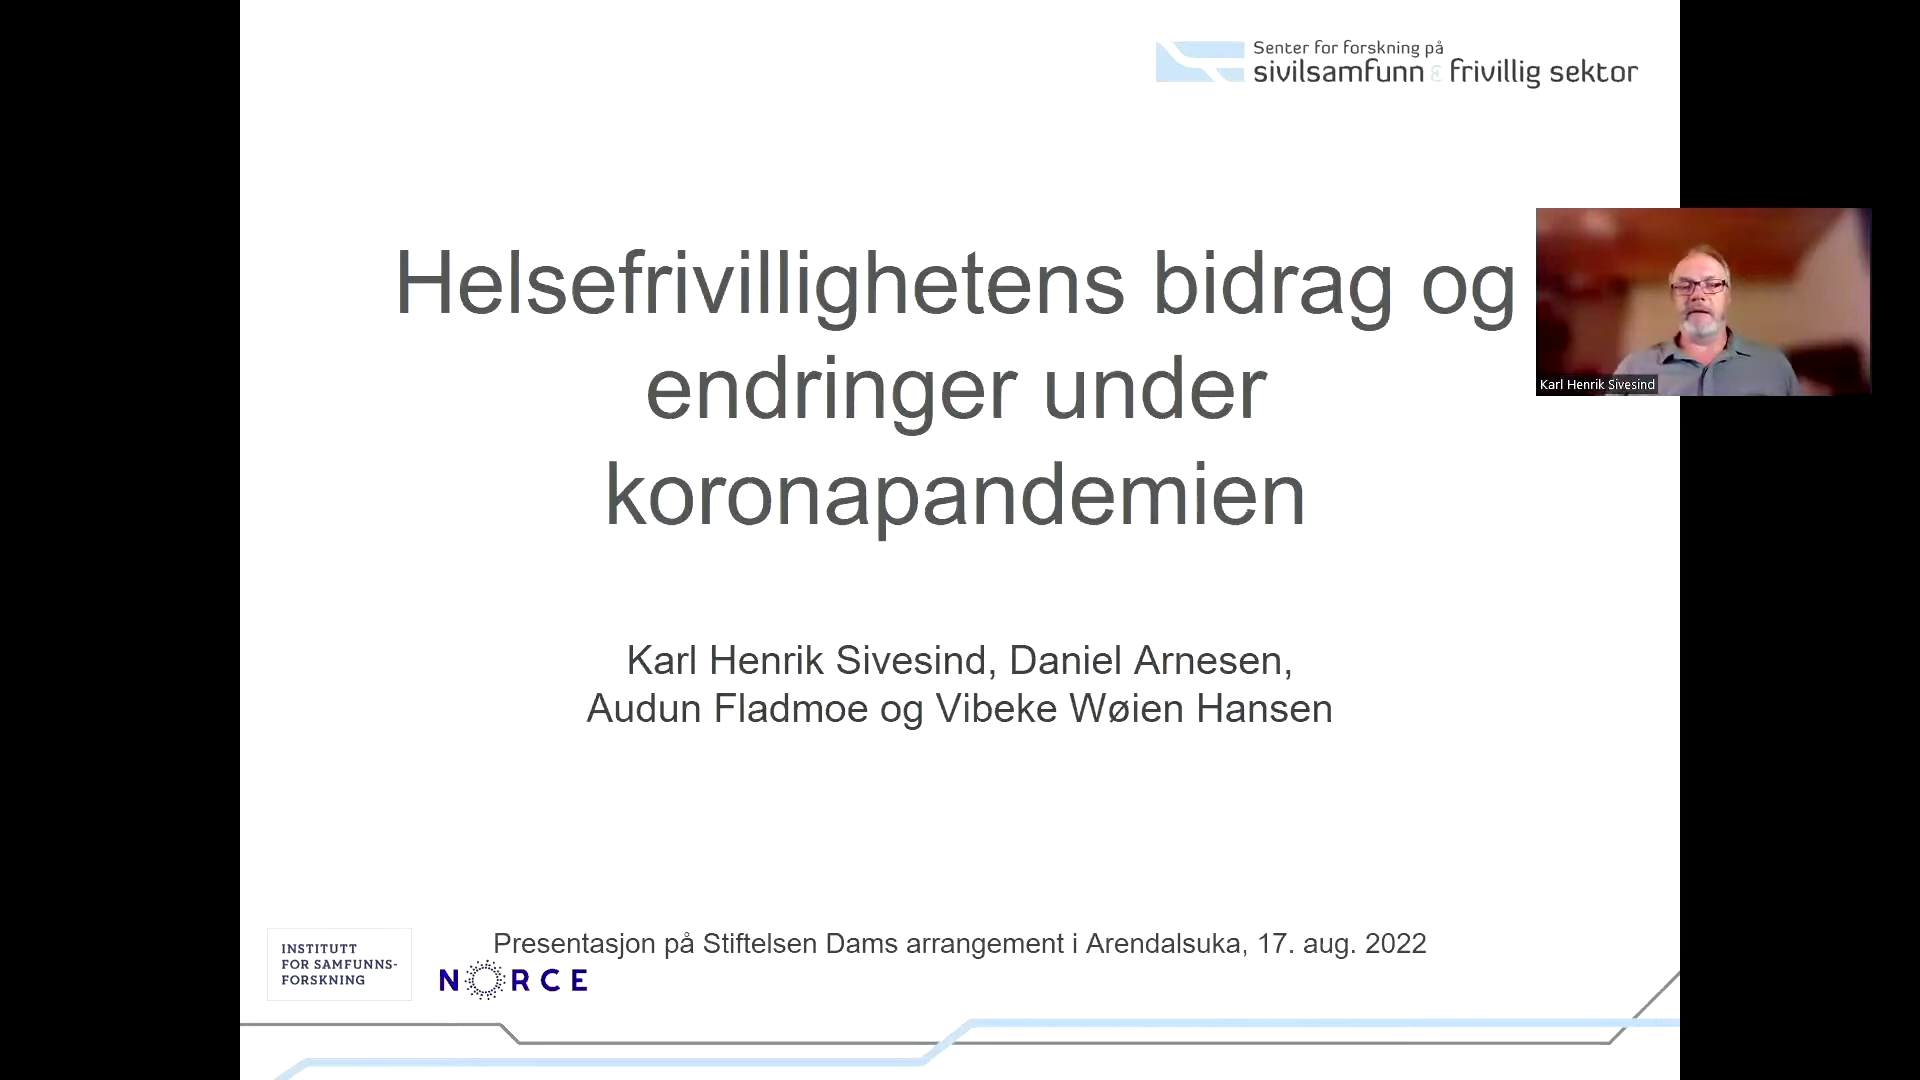 Senter for forskning på
sivilsamfunn & frivillig sektor
Helsefrivillighetens bidrag og
endringer under
koronapandemien
Karl Henrik Sivesind
Karl Henrik Sivesind, Daniel Arnesen,
Audun Fladmoe og Vibeke Wøien Hansen
Presentasjon på Stiftelsen Dams arrangement i Arendalsuka, 17. aug. 2022
INSTITUTT
FOR SAMFUNNS-
FORSKNING
NORCE